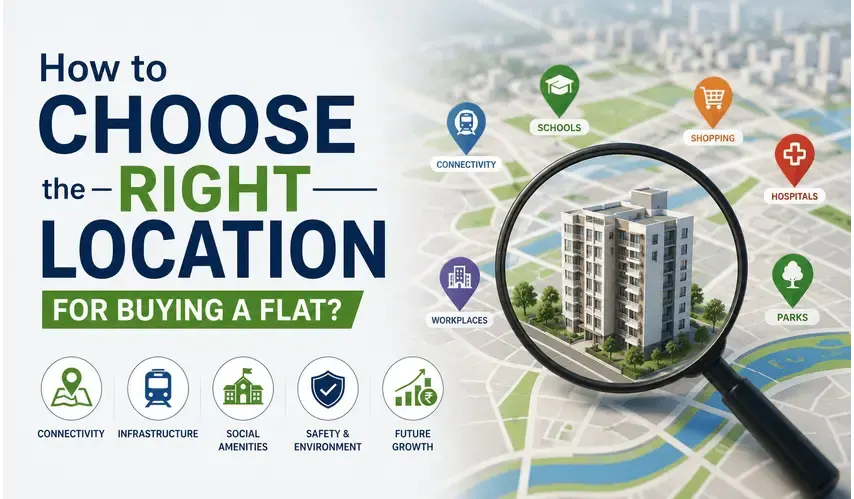 How to
CHOOSE
the
RIGHT
LOCATION
FOR BUYING A FLAT?
CONNECTIVITY
INFRASTRUCTURE
SOCIAL
AMENITIES
SAFETY &
ENVIRONMENT
₹
FUTURE
GROWTH
CONNECTIVITY
SCHOOLS
SHOPPING
HOSPITALS
WORKPLACES
PARKS